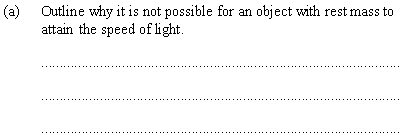 (a) Outline why it is not possible for an object with rest mass to
attain the speed of light.